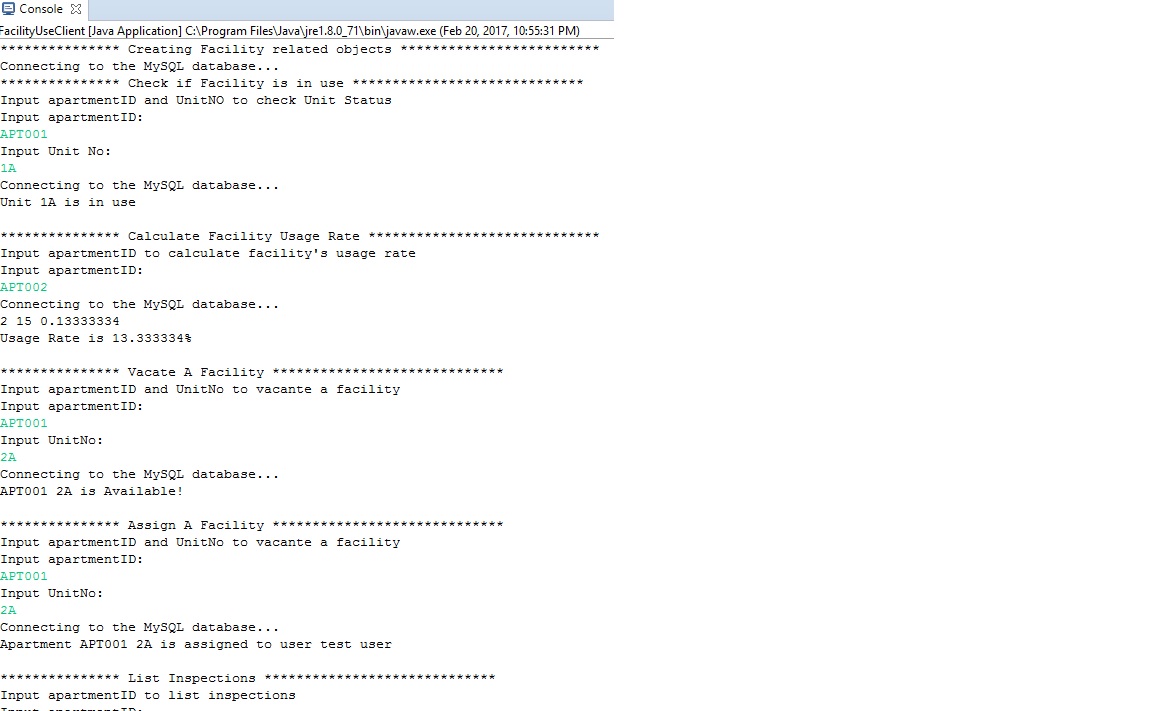 Console
FacilityUseClient [Java Application] C:\Program Files\Java\jre1.8.0_71\bin\javaw.exe (Feb 20, 2017, 10:55:31 PM)
*************** Creating Facility related objects *************************
Connecting to the MySQL database...
*************** Check if Facility is in use *****************************
Input apartmentID and UnitNO to check Unit Status
Input apartmentID:
APT001
Input Unit No:
1A
Connecting to the MySQL database...
Unit 1A is in use
*************** Calculate Facility Usage Rate *****************************
Input apartmentID to calculate facility's usage rate
Input apartmentID:
APT002
Connecting to the MySQL database...
2 15 0.13333334
Usage Rate is 13.333334%
*************** Vacate A Facility *****************************
Input apartmentID and UnitNo to vacante a facility
Input apartmentID:
APT001
Input UnitNo:
2A
Connecting to the MySQL database...
APT001 2A is Available!
*************** Assign A Facility *****************************
Input apartmentID and UnitNo to vacante a facility
Input apartmentID:
APT001
Input UnitNo:
2A
Connecting to the MySQL database...
Apartment APT001 2A is assigned to user test user
*************** List Inspections *****************************
Input apartmentID to list inspections
Input apartmentID: